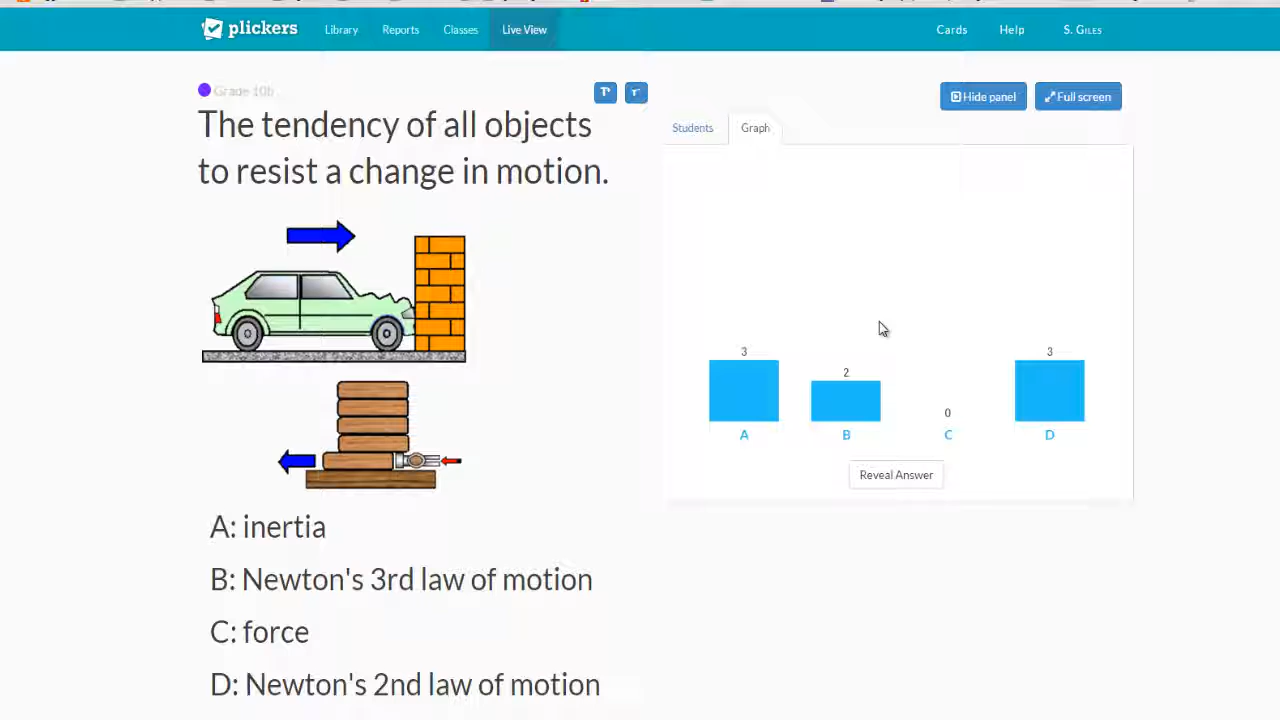 plickers Library Reports Classes Live View Cards Help S. GILES
Grade 10b
T+ T-
Hide panel Full screen
The tendency of all objects
to resist a change in motion.
Students Graph
3 2 0 3
A B C D
Reveal Answer
A: inertia
B: Newton's 3rd law of motion
C: force
D: Newton's 2nd law of motion